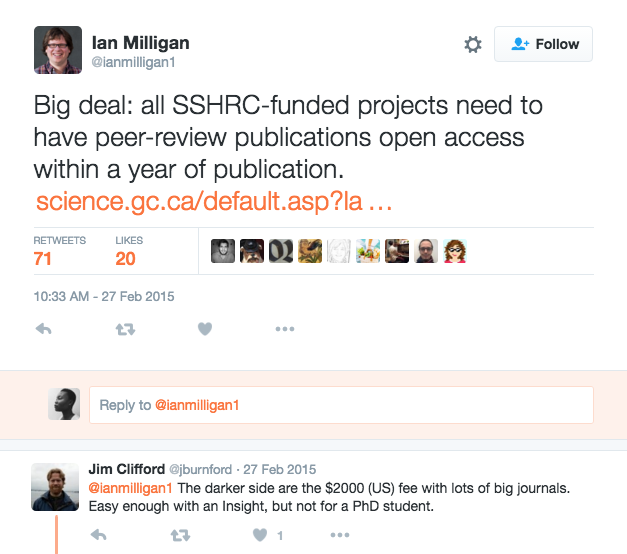 Ian Milligan
@ianmilligan1
Follow
Big deal: all SSHRC-funded projects need to
have peer-review publications open access
within a year of publication.
science.gc.ca/default.asp?la …
RETWEETS LIKES
71 20
10:33 AM - 27 Feb 2015
Reply to @ianmilligan1
Jim Clifford @jburnford · 27 Feb 2015
@ianmilligan1 The darker side are the $2000 (US) fee with lots of big journals.
Easy enough with an Insight, but not for a PhD student.
1